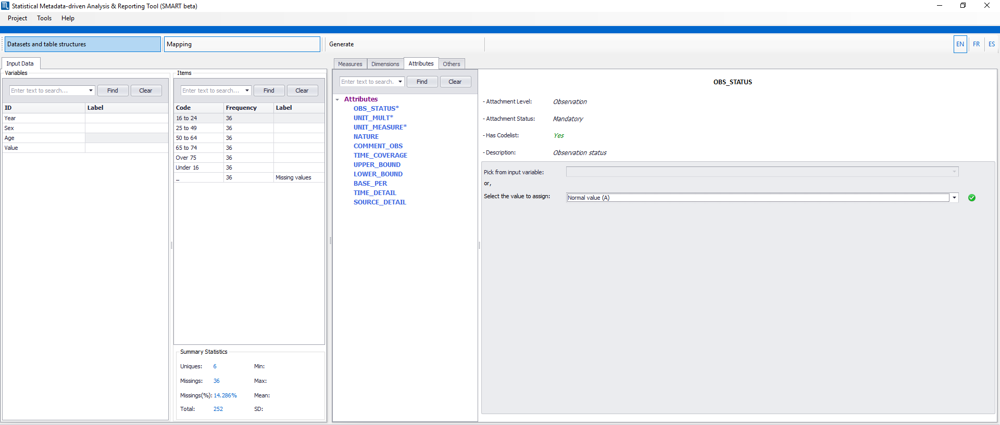 Statistical Metadata-driven Analysis & Reporting Tool (SMART beta)
Project Tools Help
Datasets and table structures Mapping Generate EN FR ES
Input Data
Variables
Enter text to search... Find Clear
ID Label
Year
Sex
Age
Value
Items
Enter text to search... Find Clear
Code Frequency Label
16 to 24 36
25 to 49 36
50 to 64 36
65 to 74 36
Over 75 36
Under 16 36
_ 36 Missing values
Summary Statistics
Uniques: 6 Min:
Missings: 36 Max:
Missings(%): 14.286% Mean:
Total: 252 SD:
Measures Dimensions Attributes Others
Enter text to search. Find Clear
Attributes
OBS_STATUS*
UNIT_MULT*
UNIT_MEASURE*
NATURE
COMMENT_OBS
TIME_COVERAGE
UPPER_BOUND
LOWER_BOUND
BASE_PER
TIME_DETAIL
SOURCE_DETAIL
OBS_STATUS
- Attachment Level: Observation
- Attachment Status: Mandatory
- Has Codelist: Yes
- Description: Observation status
Pick from input variable:
or,
Select the value to assign: Normal value (A)